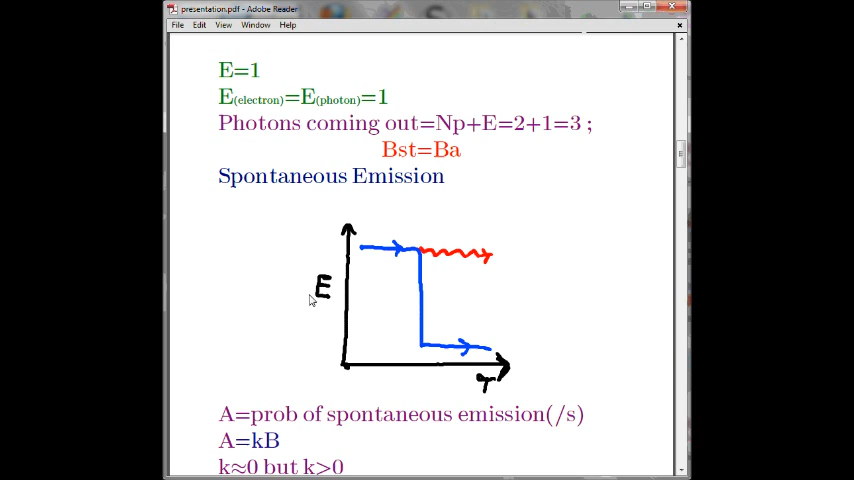 presentation.pdf - Adobe Reader
File Edit View Window Help
E=1
E(electron)=E(photon)=1
Photons coming out=Np+E=2+1=3 ;
Bst=Ba
Spontaneous Emission
E
T
A=prob of spontaneous emission(/s)
A=kB
k≈0 but k>0